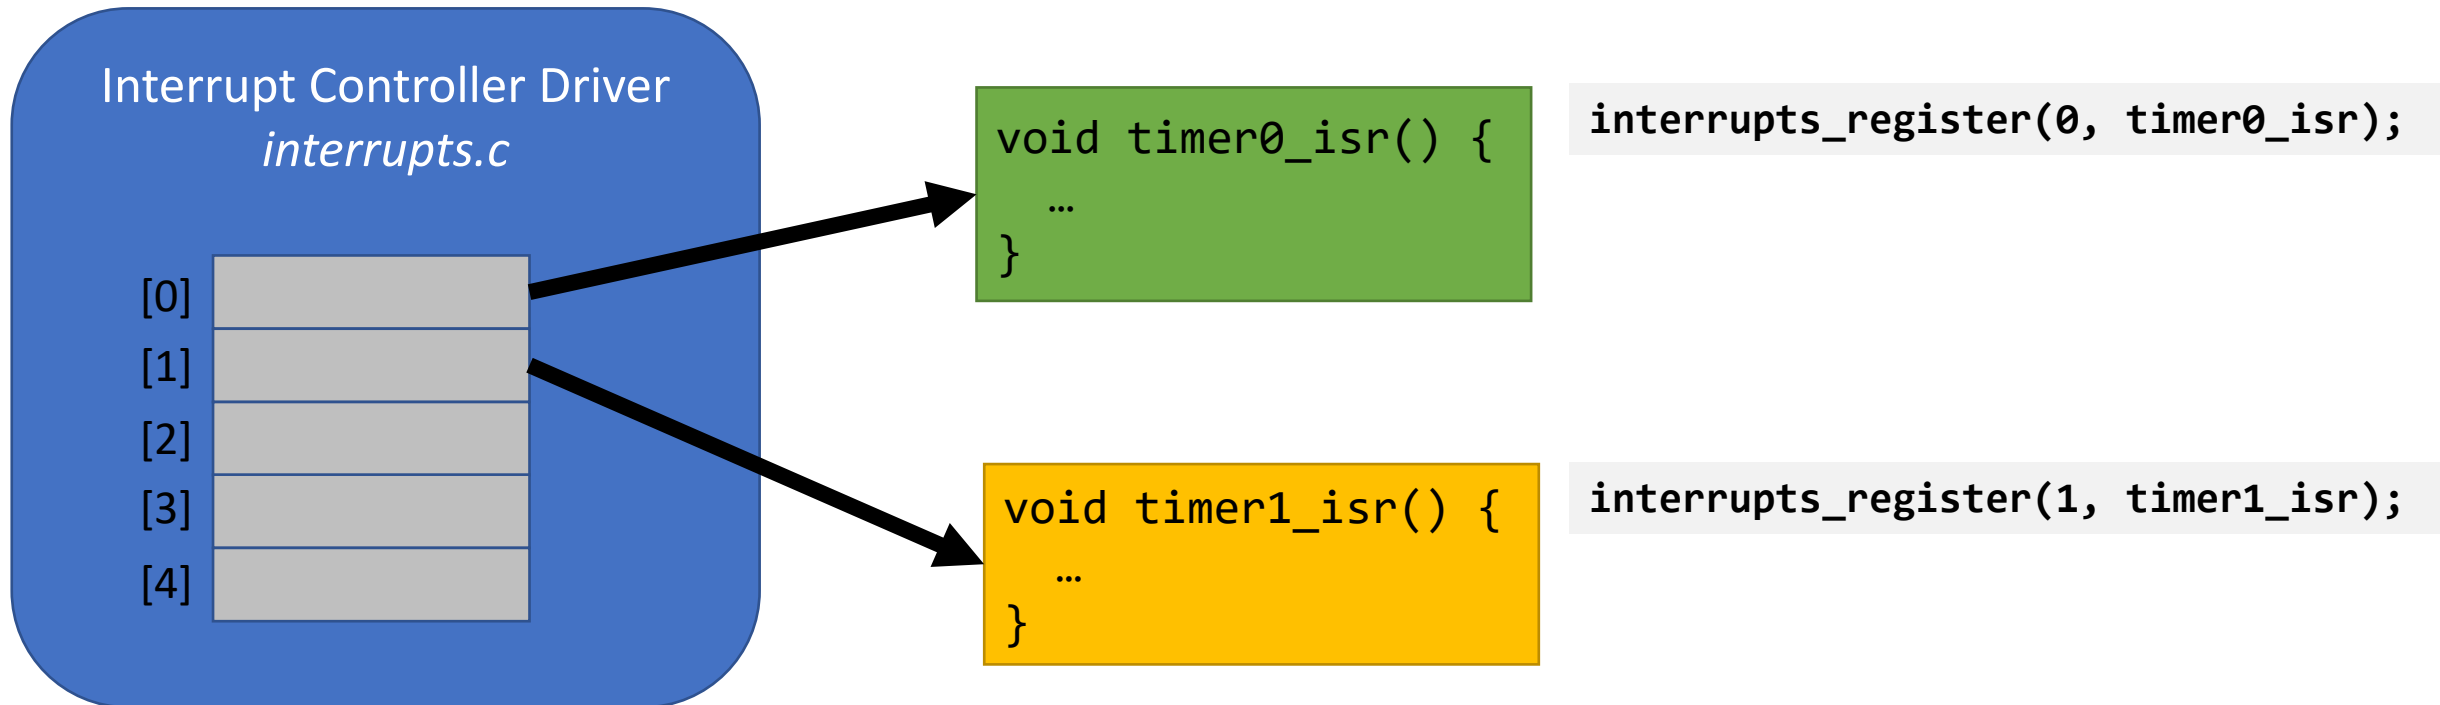 Interrupt Controller Driver
interrupts.c
[0]
[1]
[2]
[3]
[4]
void timer0_isr() {
…
}
interrupts_register(0, timer0_isr);
void timer1_isr() {
…
}
interrupts_register(1, timer1_isr);